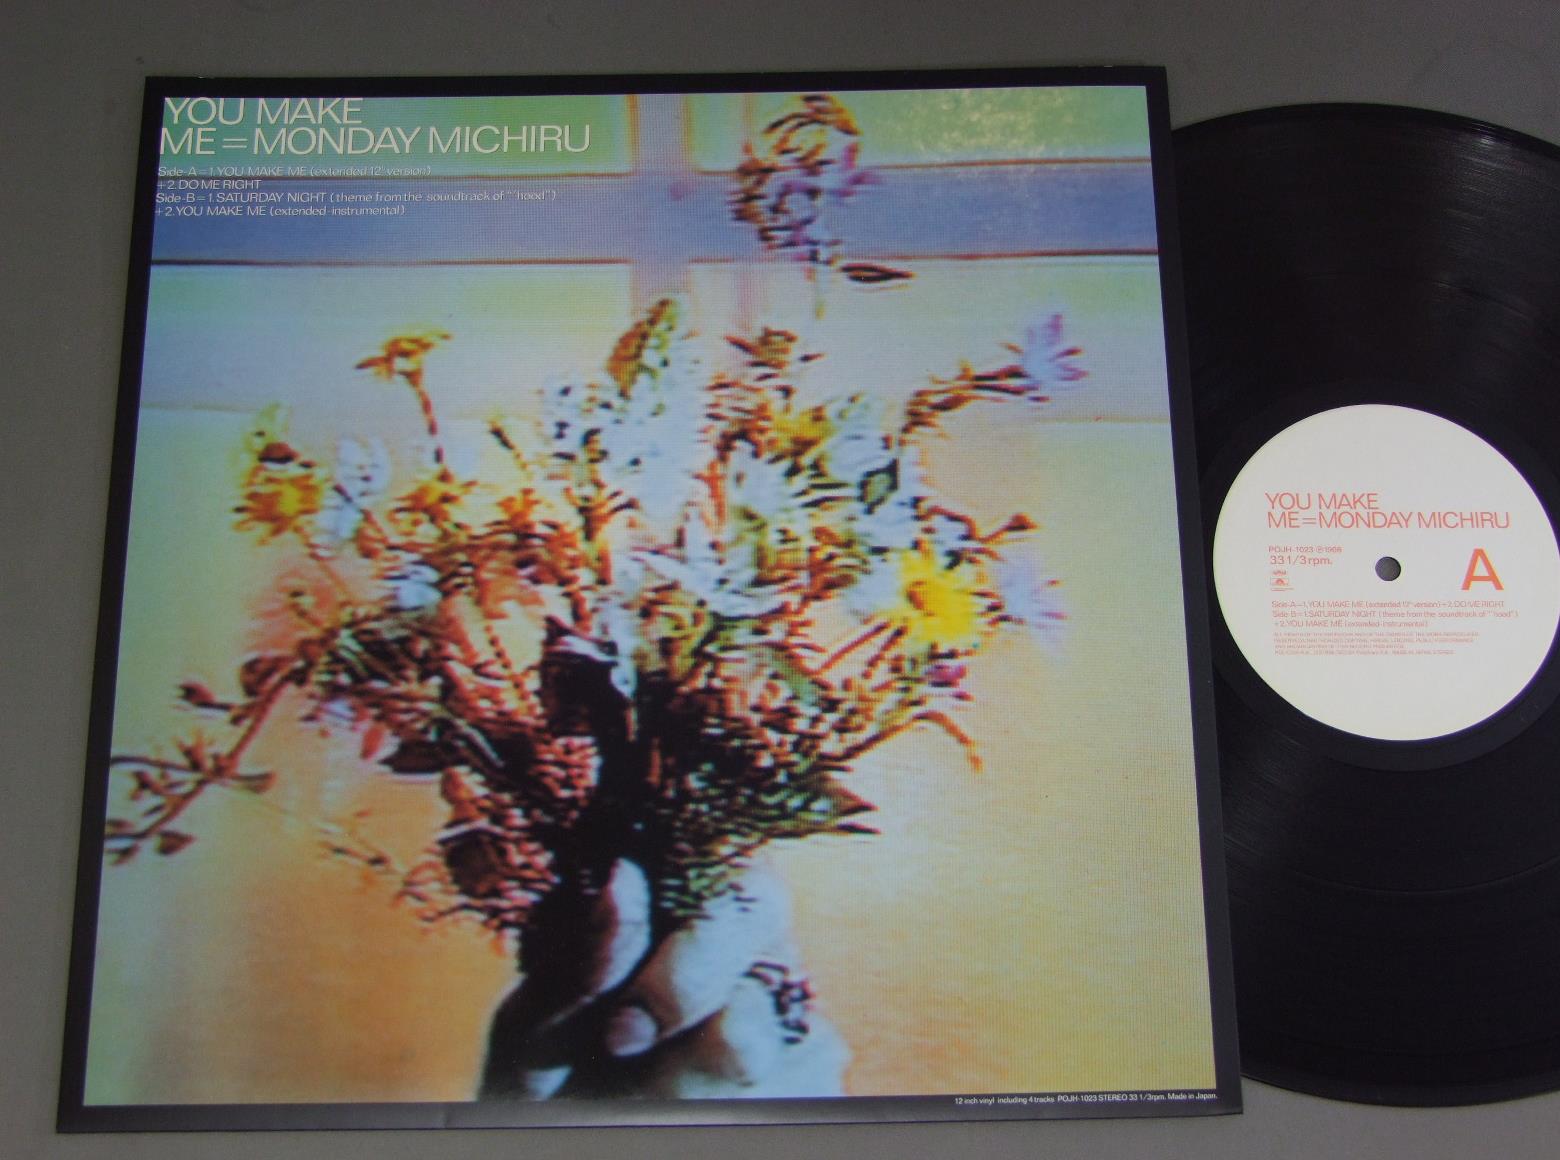 YOU MAKE
ME=MONDAY MICHIRU
Side-A=1.YOU MAKE ME (extended 12" version)
+2.DO ME RIGHT
Side-B=1.SATURDAY NIGHT (theme from the soundtrack of "'hood")
+2.YOU MAKE ME (extended-instrumental)
12 inch vinyl including 4 tracks POJH-1023 STEREO 33 1/3rpm. Made in Japan.
YOU MAKE
ME=MONDAY MICHIRU
POJH-1023 ℗1998
33 1/3 rpm.
A
Side-A=1.YOU MAKE ME (extended 12" version)+2.DO ME RIGHT
Side-B=1.SATURDAY NIGHT (theme from the soundtrack of "'hood")
+2.YOU MAKE ME (extended-instrumental)